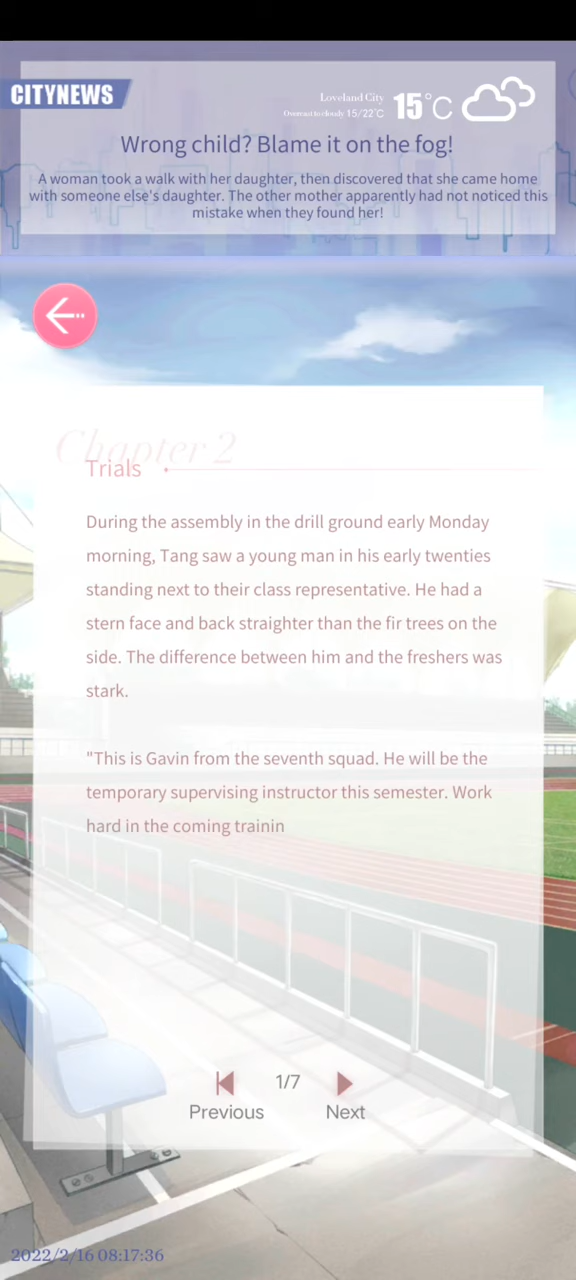 CITYNEWS
Loveland City
Overcast to cloudy 15/22°C
15°C
Wrong child? Blame it on the fog!
A woman took a walk with her daughter, then discovered that she came home
with someone else's daughter. The other mother apparently had not noticed this
mistake when they found her!
Chapter 2
Trials
During the assembly in the drill ground early Monday
morning, Tang saw a young man in his early twenties
standing next to their class representative. He had a
stern face and back straighter than the fir trees on the
side. The difference between him and the freshers was
stark.
"This is Gavin from the seventh squad. He will be the
temporary supervising instructor this semester. Work
hard in the coming trainin
1/7
Previous Next
2022/2/16 08:17:36